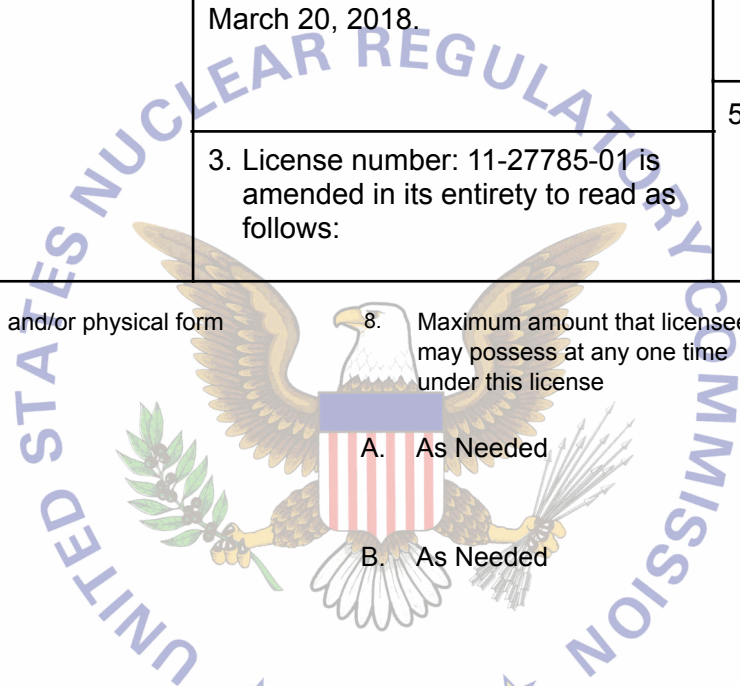 March 20, 2018.
5
3. License number: 11-27785-01 is
amended in its entirety to read as
follows:
and/or physical form
8. Maximum amount that licensee
may possess at any one time
under this license
A. As Needed
B. As Needed
UNITED STATES NUCLEAR REGULATORY COMMISSION